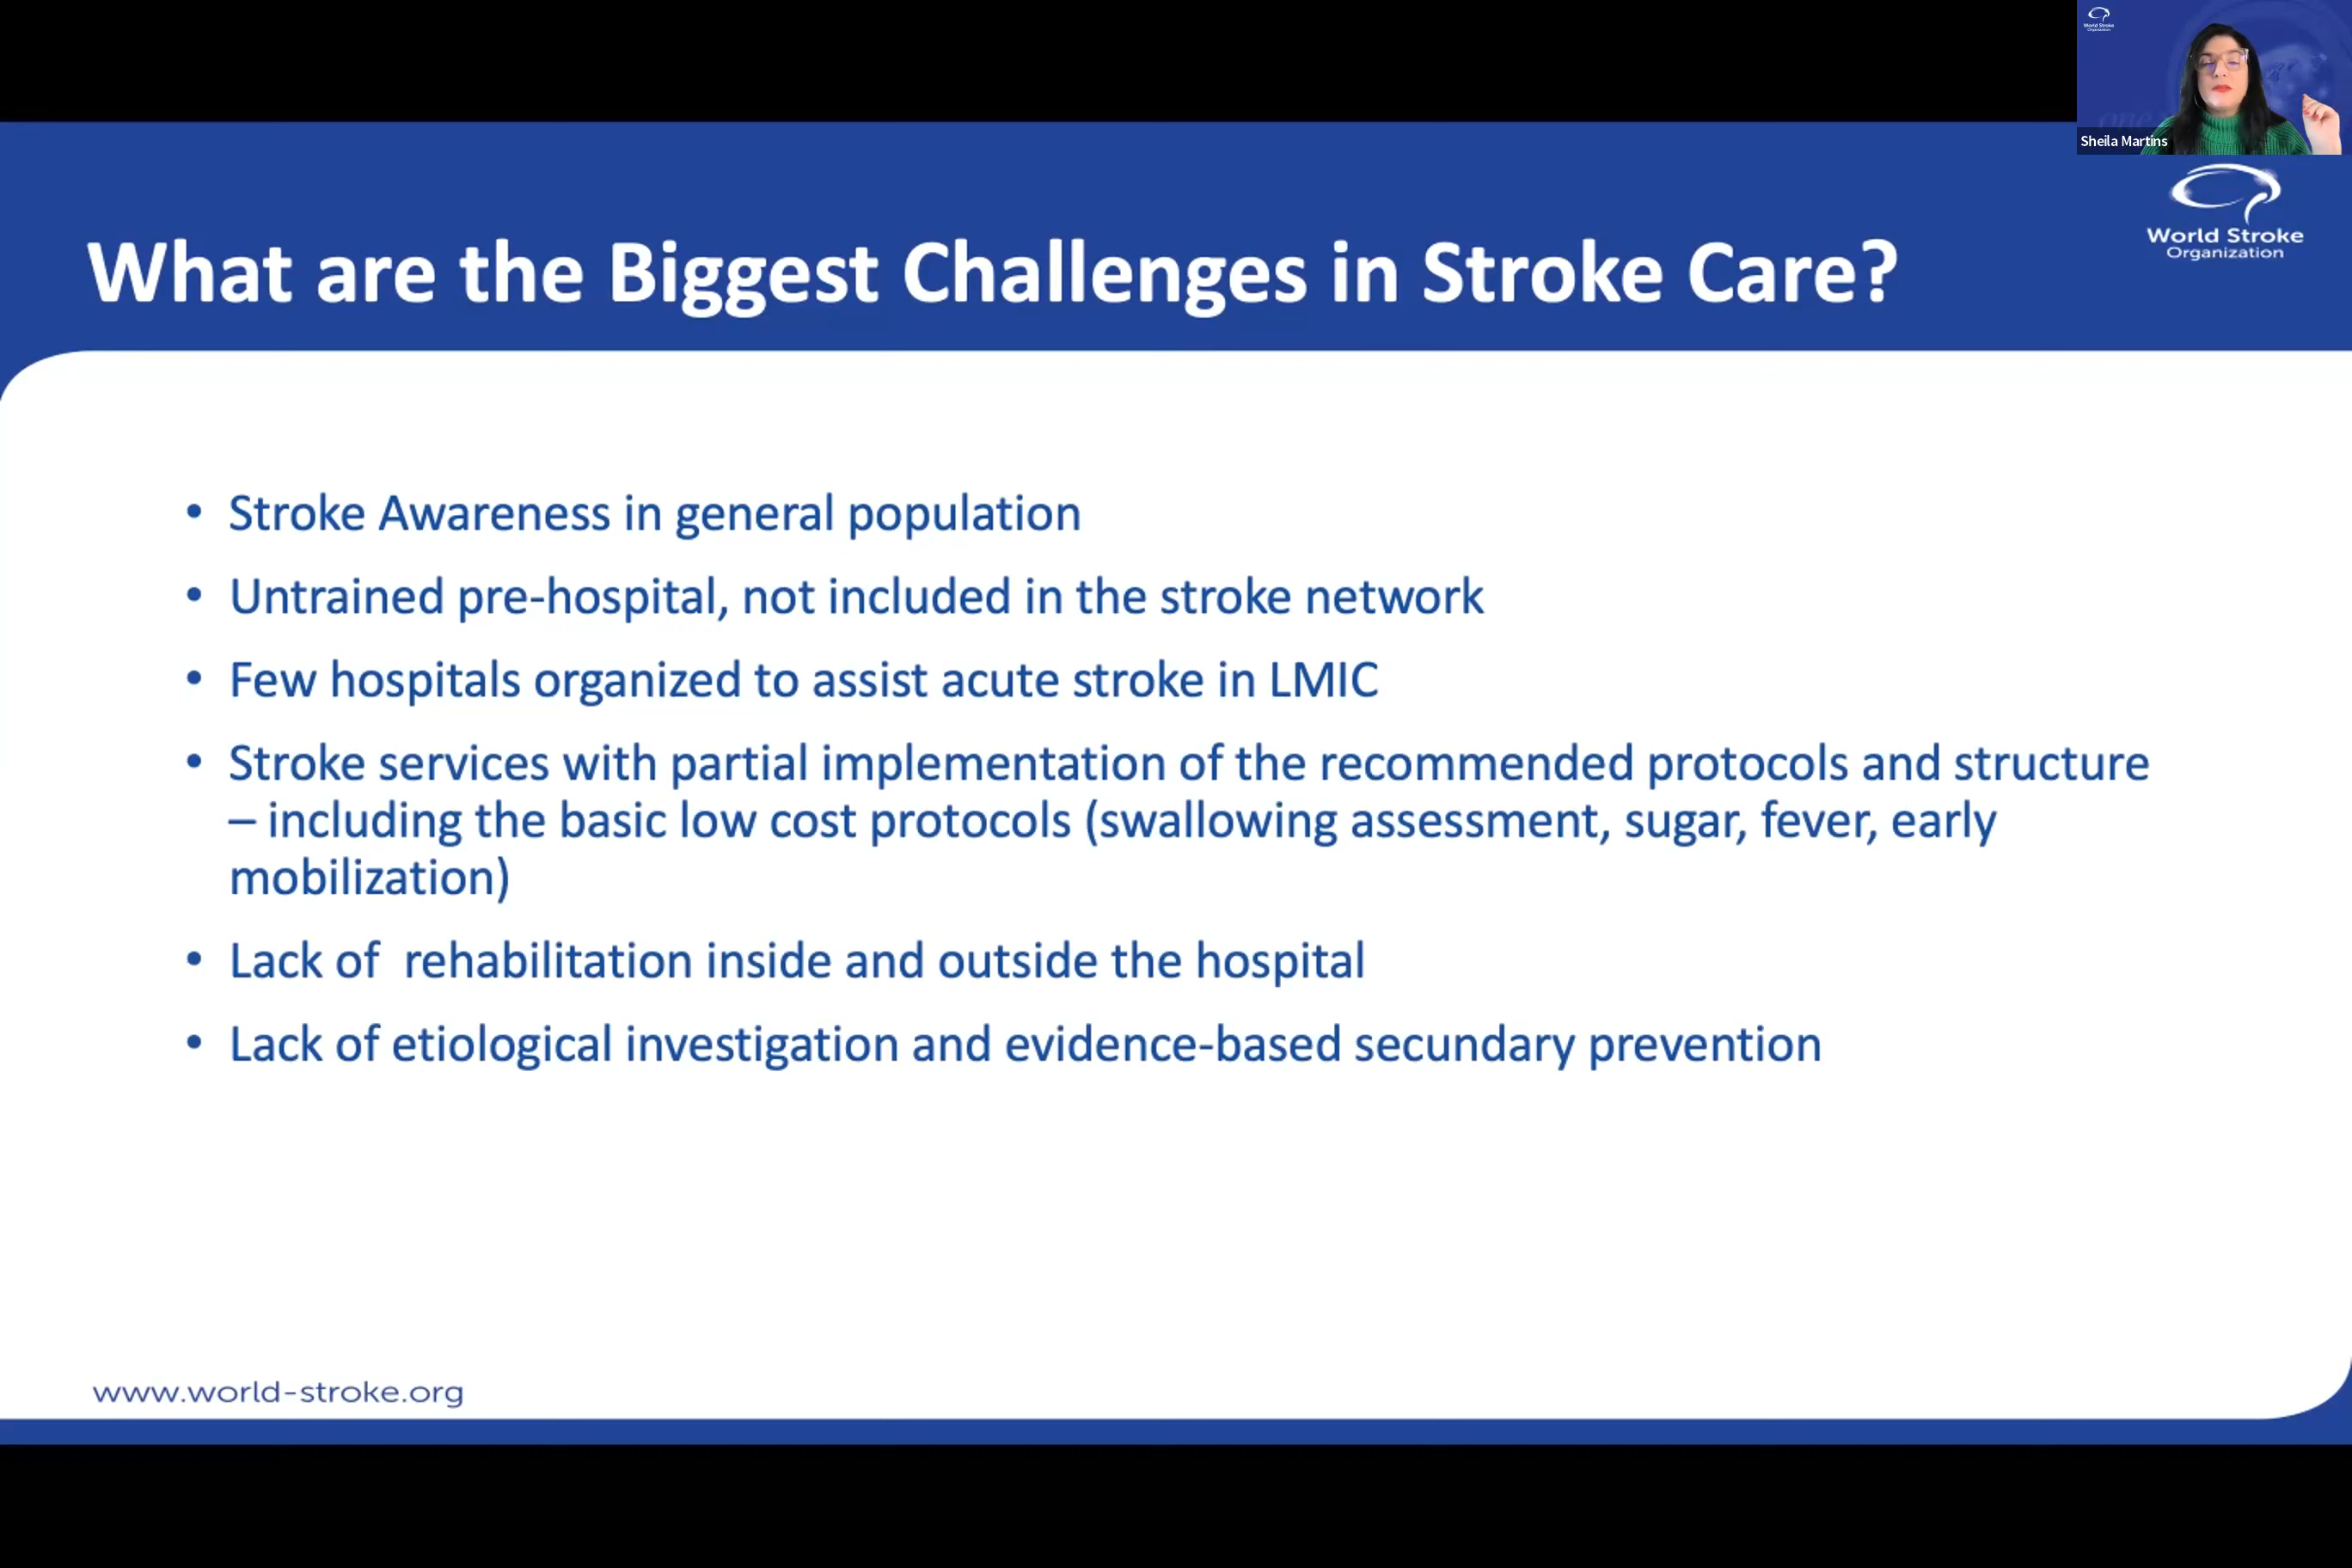 World Stroke
Organization
Sheila Martins
World Stroke
Organization
What are the Biggest Challenges in Stroke Care?
• Stroke Awareness in general population
• Untrained pre-hospital, not included in the stroke network
• Few hospitals organized to assist acute stroke in LMIC
• Stroke services with partial implementation of the recommended protocols and structure
– including the basic low cost protocols (swallowing assessment, sugar, fever, early
mobilization)
• Lack of  rehabilitation inside and outside the hospital
• Lack of etiological investigation and evidence-based secundary prevention
www.world-stroke.org